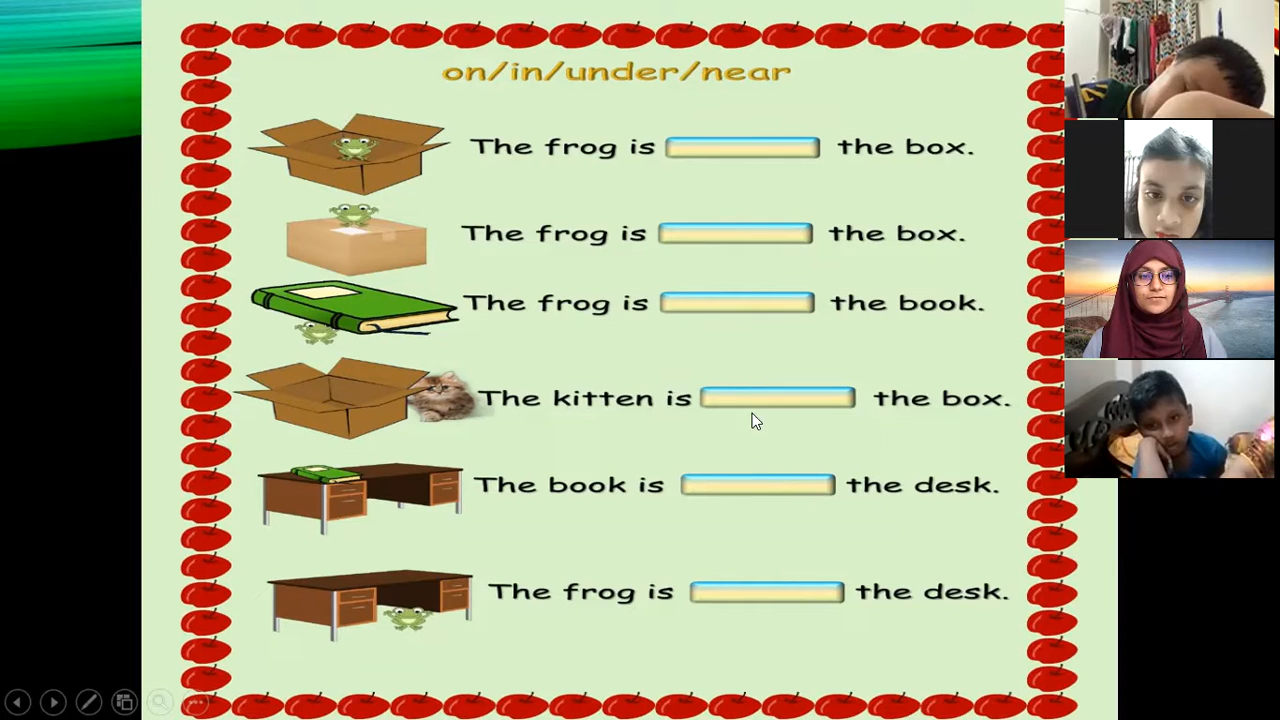 on/in/under/near
The frog is the box.
The frog is the box.
The frog is the book.
The kitten is the box.
The book is the desk.
The frog is the desk.